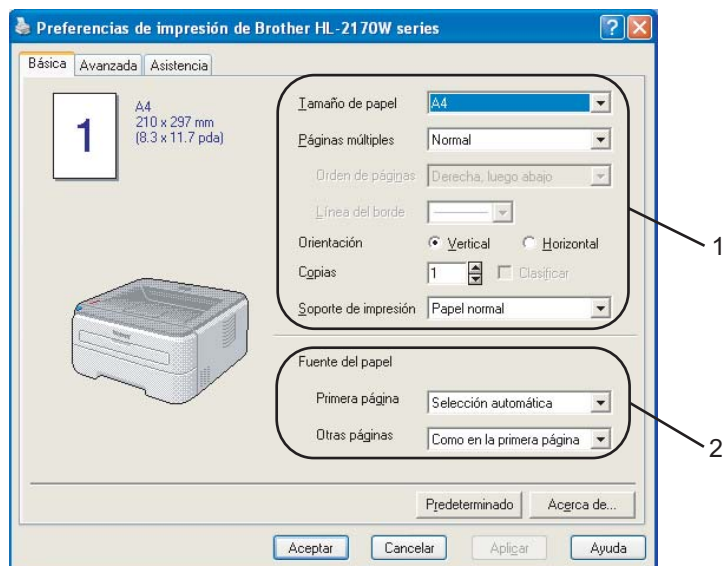 Preferencias de impresión de Brother HL-2170W series
Básica Avanzada Asistencia
1
A4
210 x 297 mm
(8.3 x 11.7 pda)
Tamaño de papel A4
Páginas múltiples Normal
Orden de páginas Derecha, luego abajo
Línea del borde
Orientación Vertical Horizontal
Copias 1 Clasificar
Soporte de impresión Papel normal
1
Fuente del papel
Primera página Selección automática
Otras páginas Como en la primera página
2
Predeterminado Acerca de...
Aceptar Cancelar Aplicar Ayuda